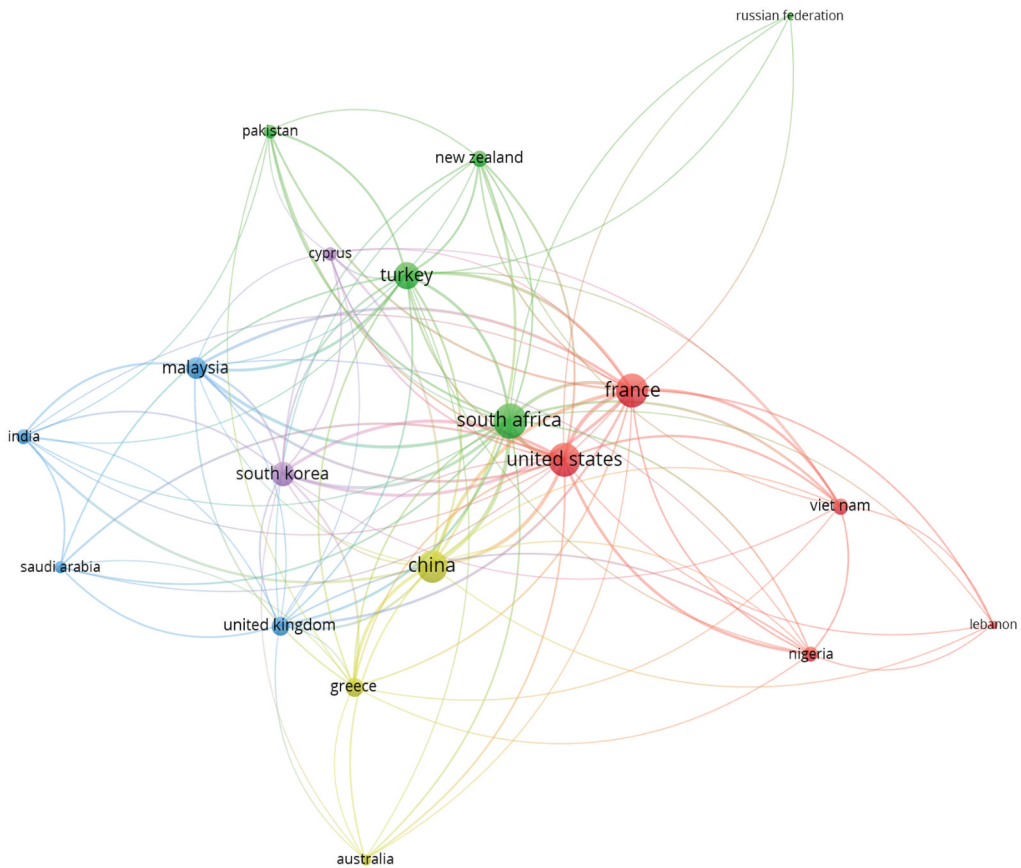 russian federation
pakistan
new zealand
cyprus
turkey
malaysia
france
south africa
india
united states
south korea
viet nam
china
saudi arabia
united kingdom
lebanon
nigeria
greece
australia